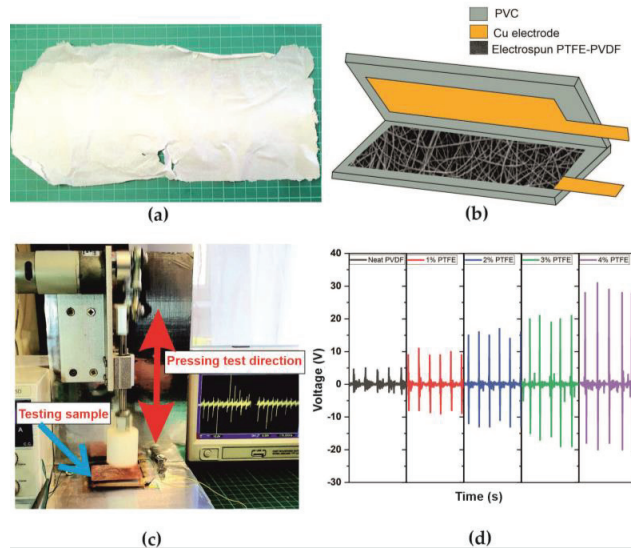 PVC
Cu electrode
Electrospun PTFE-PVDF
(a)
(b)
Pressing test direction
Testing sample
(c)
Neat PVDF
1% PTFE
2% PTFE
3% PTFE
4% PTFE
Voltage (V)
40
30
20
10
0
-10
-20
-30
Time (s)
(d)